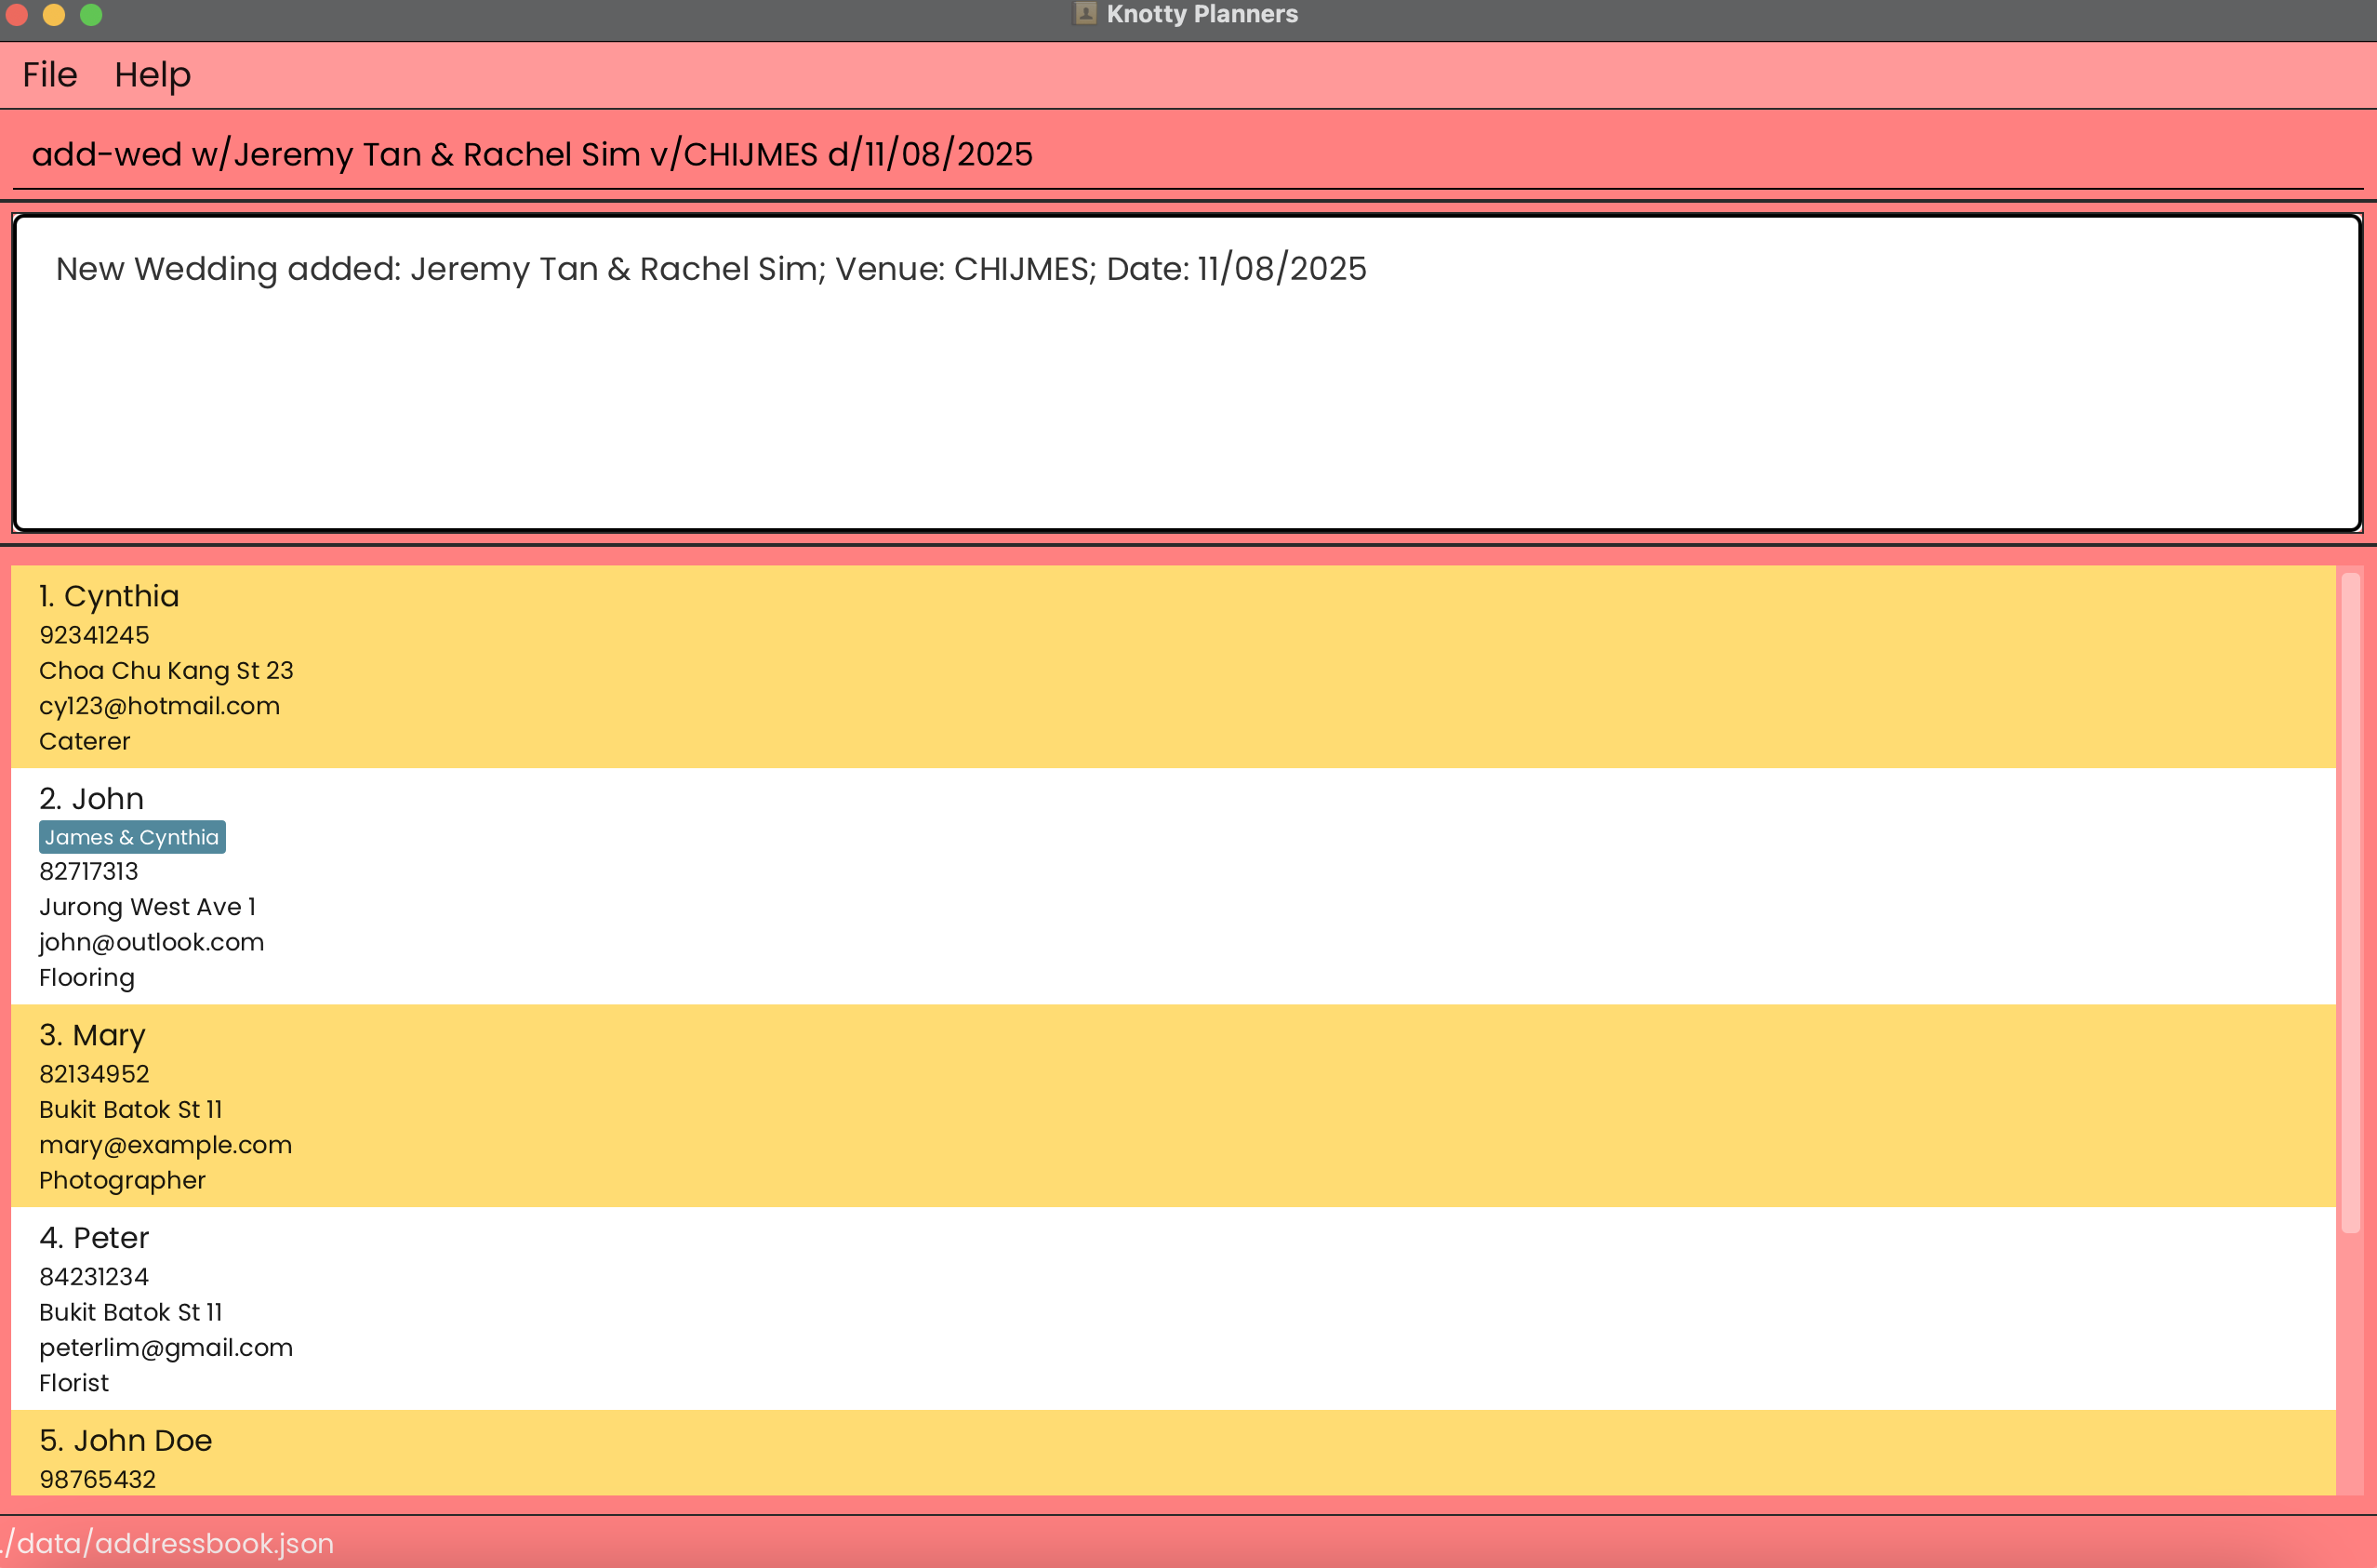 Knotty Planners
File Help
add-wed w/Jeremy Tan & Rachel Sim v/CHIJMES d/11/08/2025
New Wedding added: Jeremy Tan & Rachel Sim; Venue: CHIJMES; Date: 11/08/2025
1. Cynthia
92341245
Choa Chu Kang St 23
cy123@hotmail.com
Caterer
2. John
James & Cynthia
82717313
Jurong West Ave 1
john@outlook.com
Flooring
3. Mary
82134952
Bukit Batok St 11
mary@example.com
Photographer
4. Peter
84231234
Bukit Batok St 11
peterlim@gmail.com
Florist
5. John Doe
98765432
./data/addressbook.json